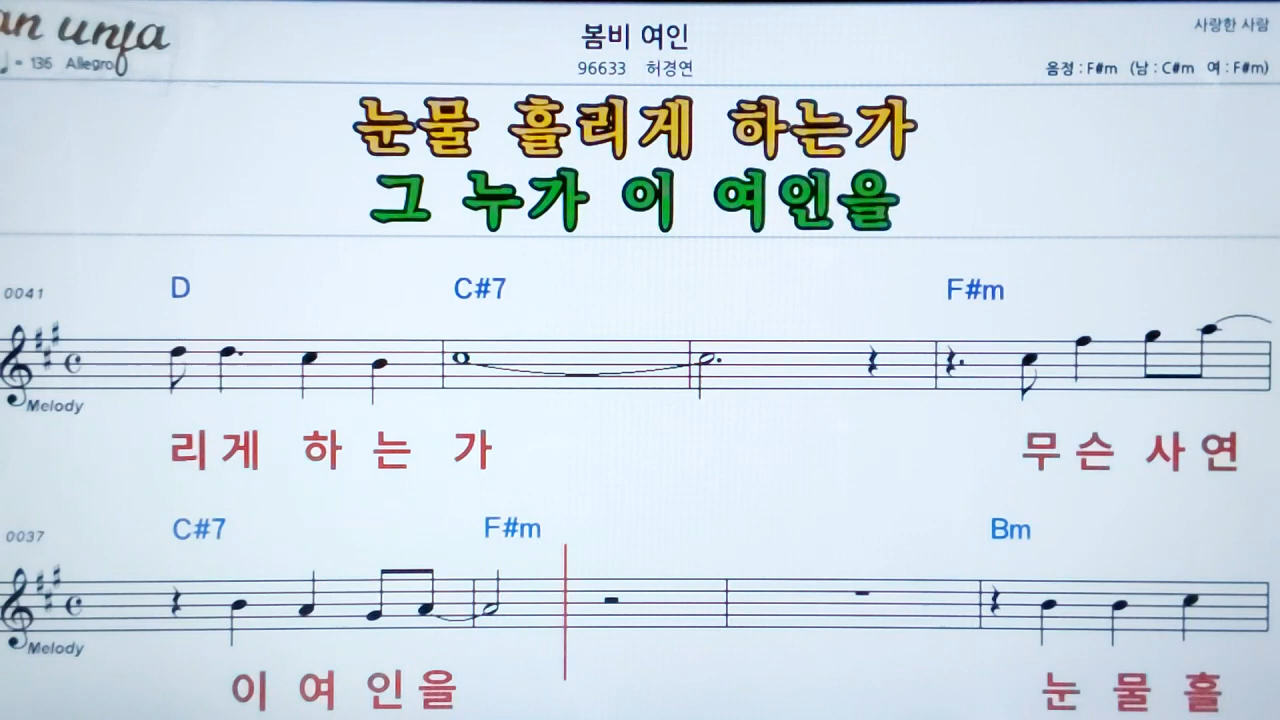 an unja
봄비 여인
사랑한 사람
♩ = 136 Allegro
96633 허경연
음정 : F#m (남 : C#m 여 : F#m)
눈물 흘리게 하는가
그 누가 이 여인을
0041 D C#7 F#m
Melody
리게 하는 가 무슨 사연
0037 C#7 F#m Bm
Melody
이 여 인을 눈 물 흘